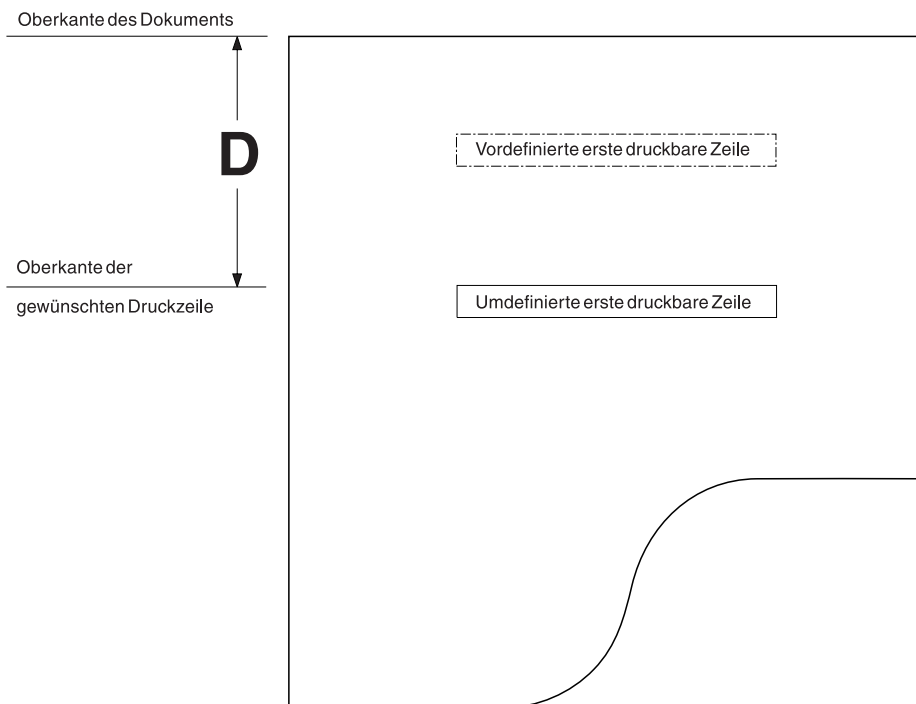 Oberkante des Dokuments
D
Vordefinierte erste druckbare Zeile
Oberkante der
gewünschten Druckzeile
Umdefinierte erste druckbare Zeile